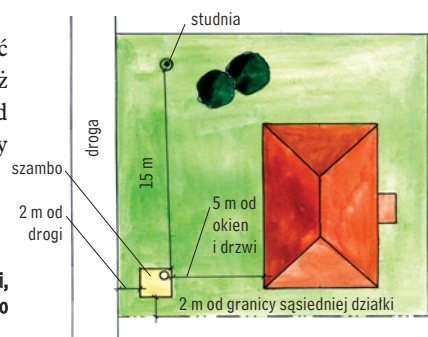 studnia
ć
ż
d
y
droga
szambo
15 m
2 m od
drogi
5 m od
okien
i drzwi
i,
o
2 m od granicy sąsiedniej działki